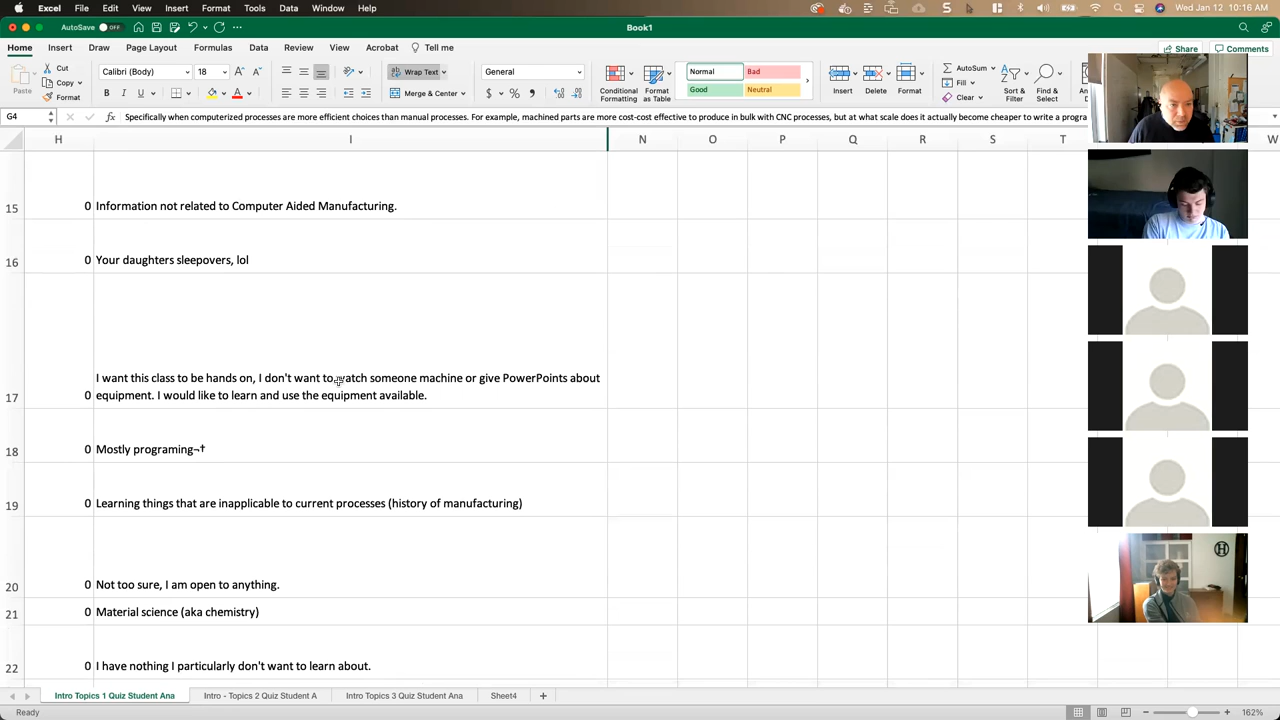 Excel File Edit View Insert Format Tools Data Window Help
Wed Jan 20 10:16 AM
AutoSave OFF
Book1
Home Insert Draw Page Layout Formulas Data Review View Acrobat Tell me
Share Comments
Paste
Cut
Copy
Format
Calibri (Body) 18
Wrap Text
Merge & Center
General
Conditional Formatting
Format as Table
Normal Bad
Good Neutral
Insert Delete Format
AutoSum
Fill
Clear
Sort & Filter
Find & Select
G4
fx
Specifically when computerized processes are more efficient choices than manual processes. For example, machined parts are more cost-cost effective to produce in bulk with CNC processes, but at what scale does it actually become cheaper to write a progra
H I N O P Q R S T W
15 0 Information not related to Computer Aided Manufacturing.
16 0 Your daughters sleepovers, lol
I want this class to be hands on, I don't want to watch someone machine or give PowerPoints about
17 0 equipment. I would like to learn and use the equipment available.
18 0 Mostly programing¬†
19 0 Learning things that are inapplicable to current processes (history of manufacturing)
20 0 Not too sure, I am open to anything.
21 0 Material science (aka chemistry)
22 0 I have nothing I particularly don't want to learn about.
Intro Topics 1 Quiz Student Ana Intro - Topics 2 Quiz Student A Intro Topics 3 Quiz Student Ana Sheet4 +
Ready
162%